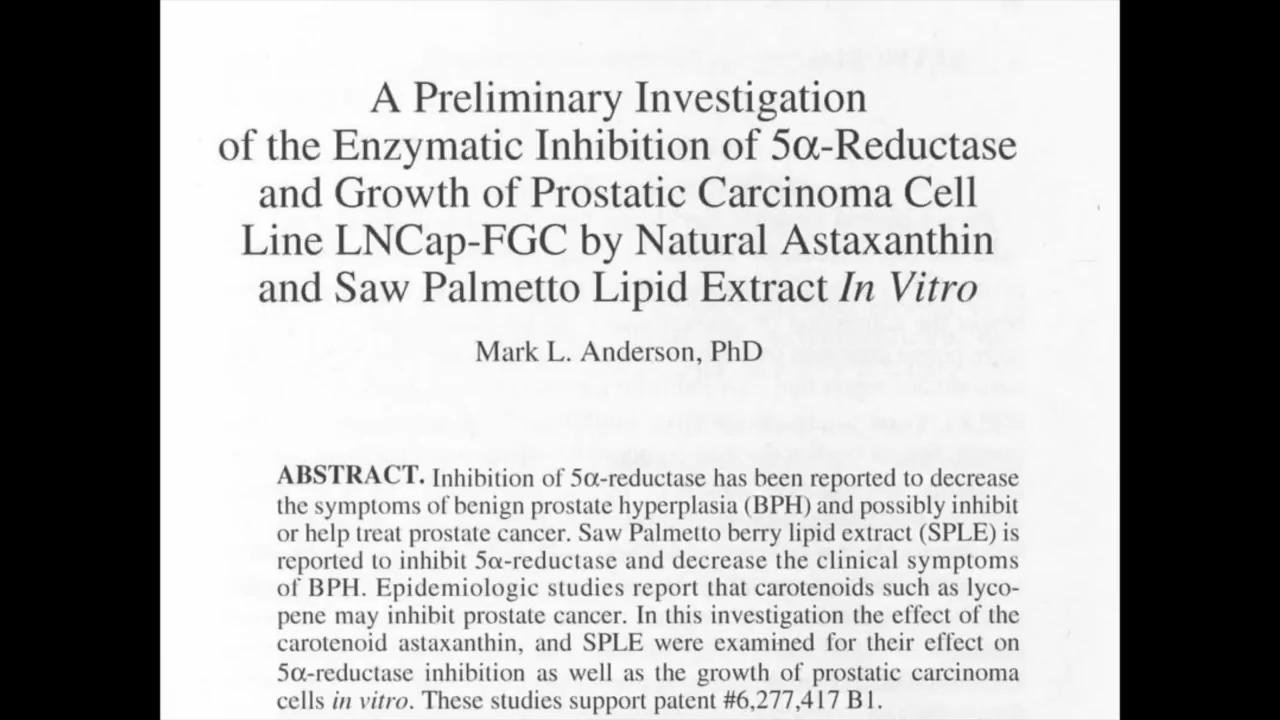 A Preliminary Investigation
of the Enzymatic Inhibition of 5α-Reductase
and Growth of Prostatic Carcinoma Cell
Line LNCap-FGC by Natural Astaxanthin
and Saw Palmetto Lipid Extract In Vitro
Mark L. Anderson, PhD
ABSTRACT. Inhibition of 5α-reductase has been reported to decrease
the symptoms of benign prostate hyperplasia (BPH) and possibly inhibit
or help treat prostate cancer. Saw Palmetto berry lipid extract (SPLE) is
reported to inhibit 5α-reductase and decrease the clinical symptoms
of BPH. Epidemiologic studies report that carotenoids such as lyco-
pene may inhibit prostate cancer. In this investigation the effect of the
carotenoid astaxanthin, and SPLE were examined for their effect on
5α-reductase inhibition as well as the growth of prostatic carcinoma
cells in vitro. These studies support patent #6,277,417 B1.